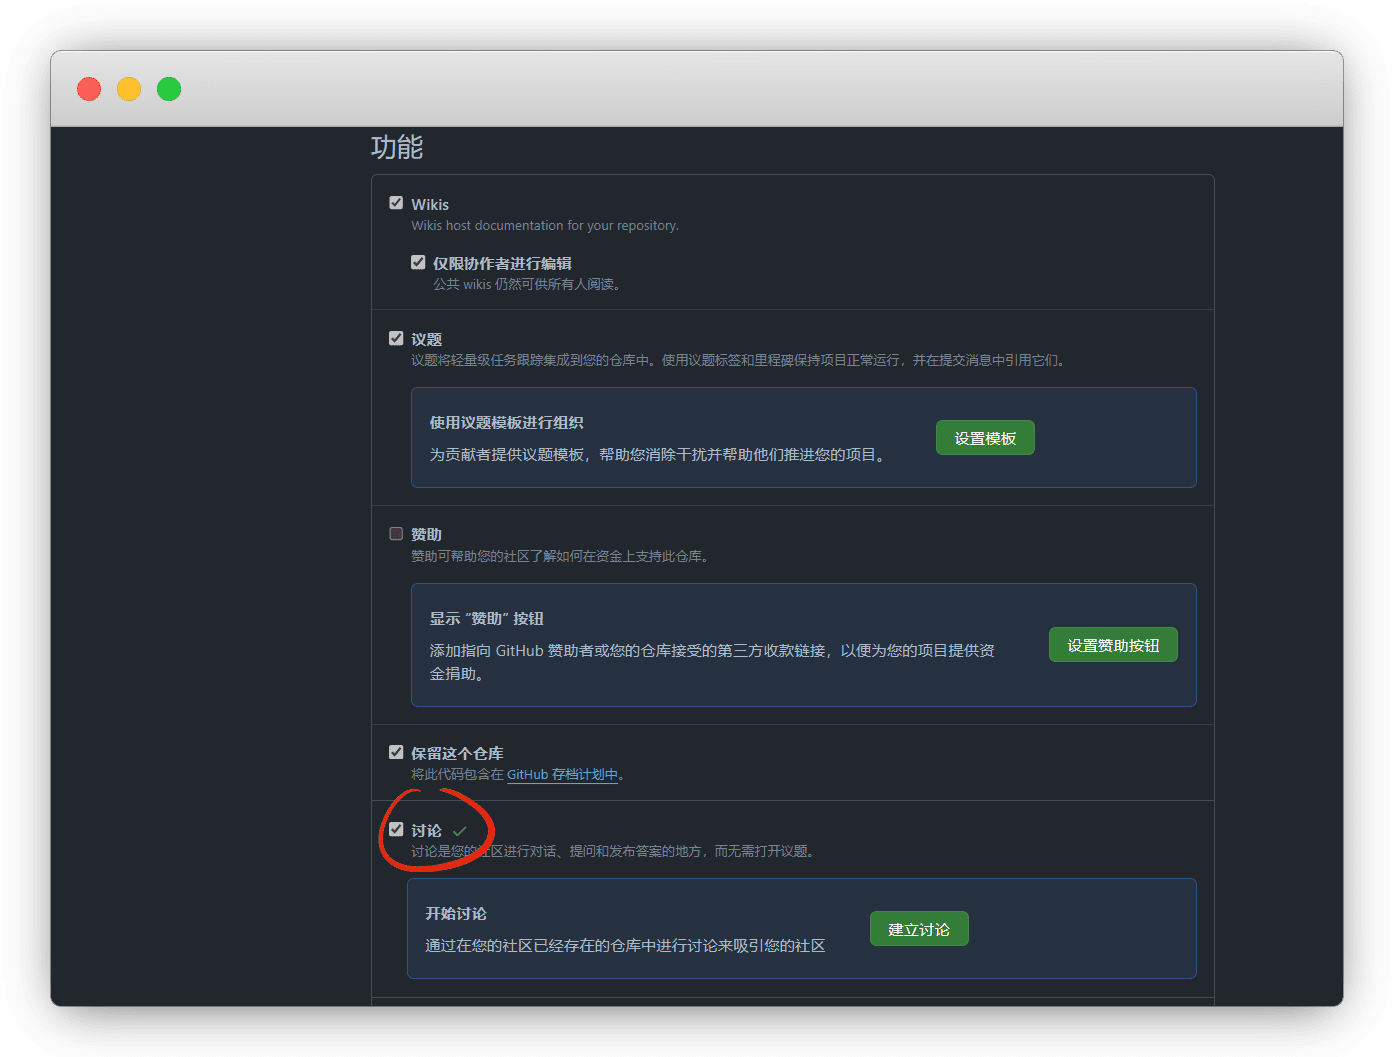 功能
Wikis
Wikis host documentation for your repository.
仅限协作者进行编辑
公共 wikis 仍然可供所有人阅读。
议题
议题将轻量级任务跟踪集成到您的仓库中。使用议题标签和里程碑保持项目正常运行，并在提交消息中引用它们。
使用议题模板进行组织
为贡献者提供议题模板，帮助您消除干扰并帮助他们推进您的项目。
设置模板
赞助
赞助可帮助您的社区了解如何在资金上支持此仓库。
显示 “赞助” 按钮
添加指向 GitHub 赞助者或您的仓库接受的第三方收款链接，以便为您的项目提供资
金捐助。
设置赞助按钮
保留这个仓库
将此代码包含在 GitHub 存档计划中。
讨论
讨论是您的社区进行对话、提问和发布答案的地方，而无需打开议题。
开始讨论
通过在您的社区已经存在的仓库中进行讨论来吸引您的社区
建立讨论